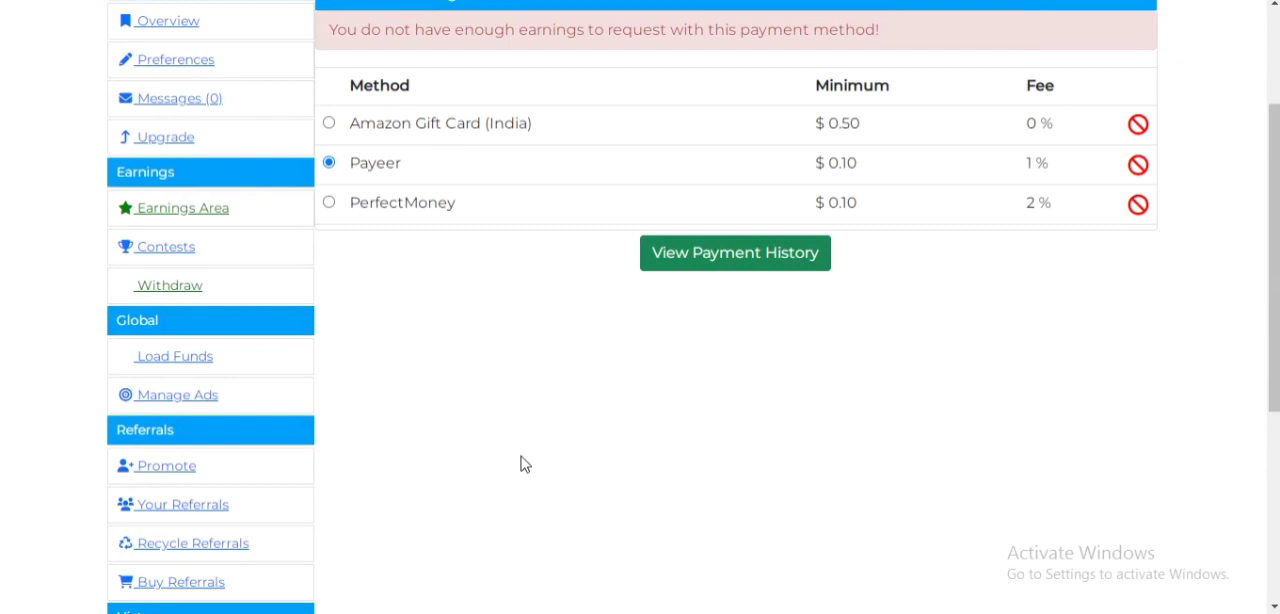 Overview
Preferences
Messages (0)
Upgrade
Earnings
Earnings Area
Contests
Withdraw
Global
Load Funds
Manage Ads
Referrals
Promote
Your Referrals
Recycle Referrals
Buy Referrals
You do not have enough earnings to request with this payment method!
Method Minimum Fee
Amazon Gift Card (India) $ 0.50 0 %
Payeer $ 0.10 1 %
PerfectMoney $ 0.10 2 %
View Payment History
Activate Windows
Go to Settings to activate Windows.